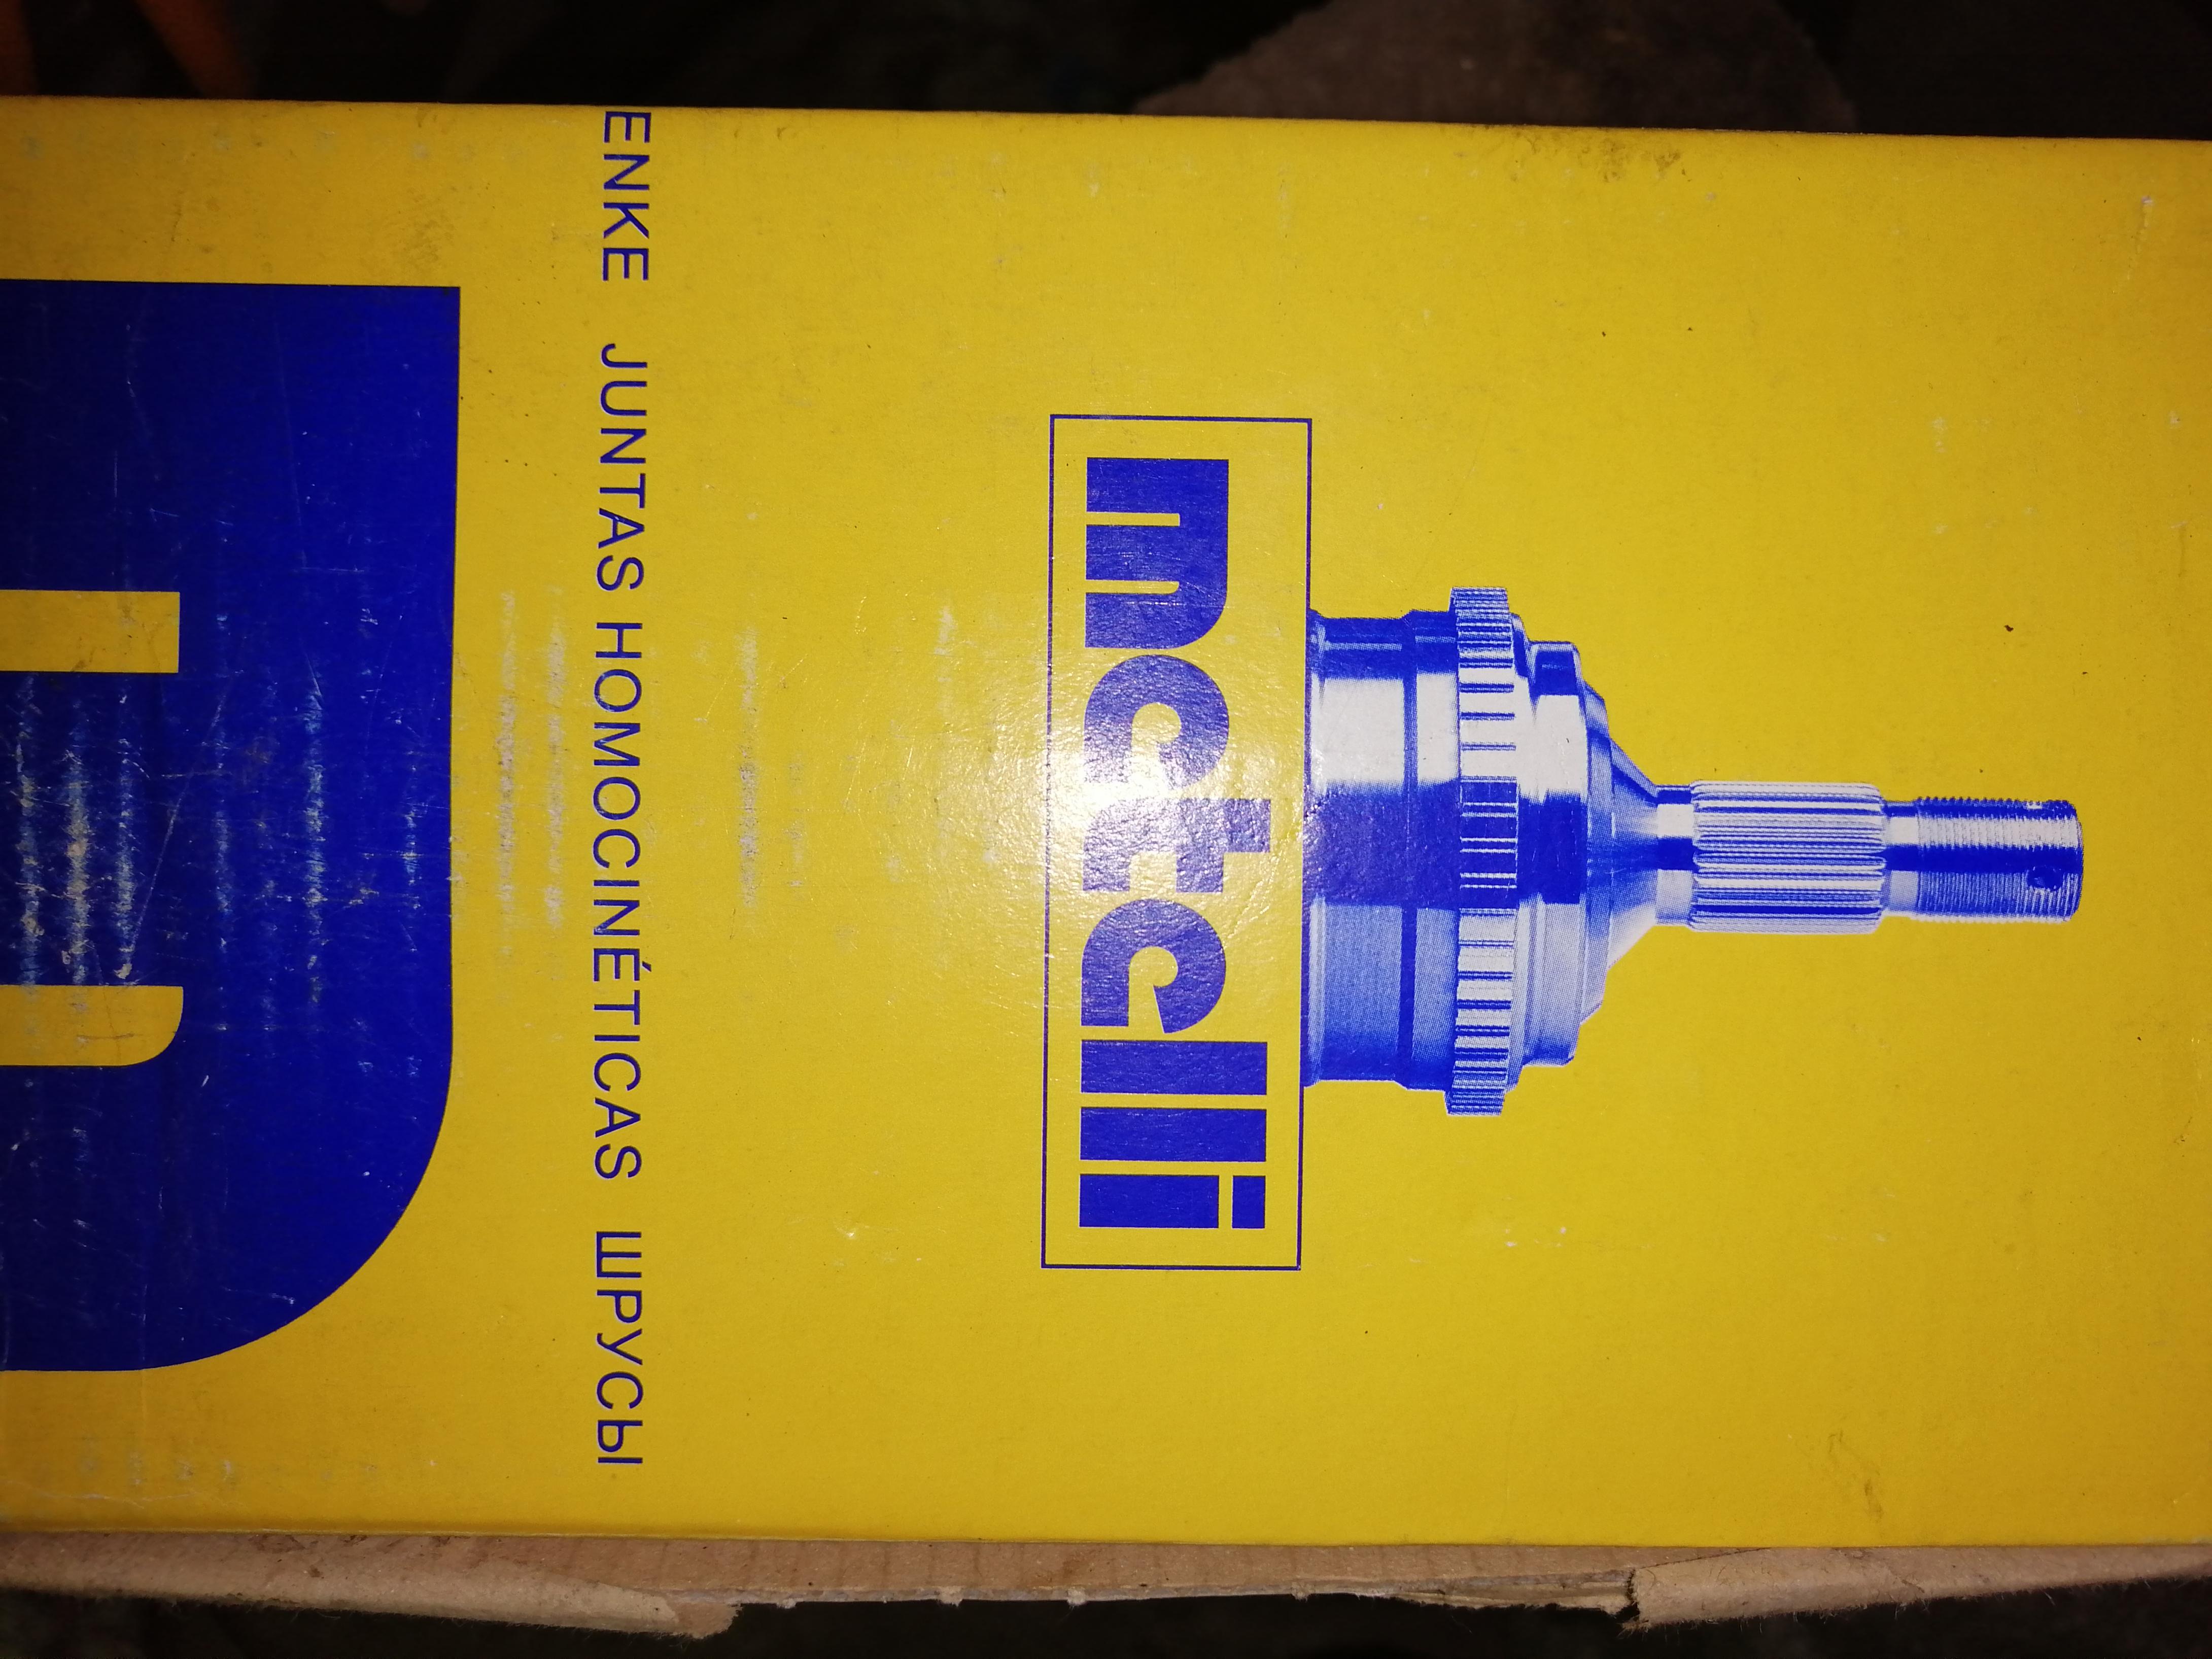 metelli
ENKE JUNTAS HOMOCINÉTICAS ШРУСЫ